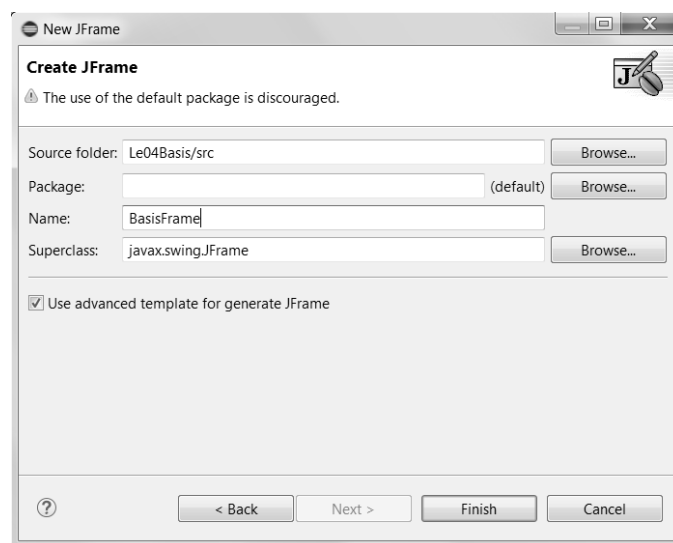 New JFrame
Create JFrame
The use of the default package is discouraged.
Source folder: Le04Basis/src Browse...
Package: (default) Browse...
Name: BasisFrame
Superclass: javax.swing.JFrame Browse...
Use advanced template for generate JFrame
? < Back Next > Finish Cancel